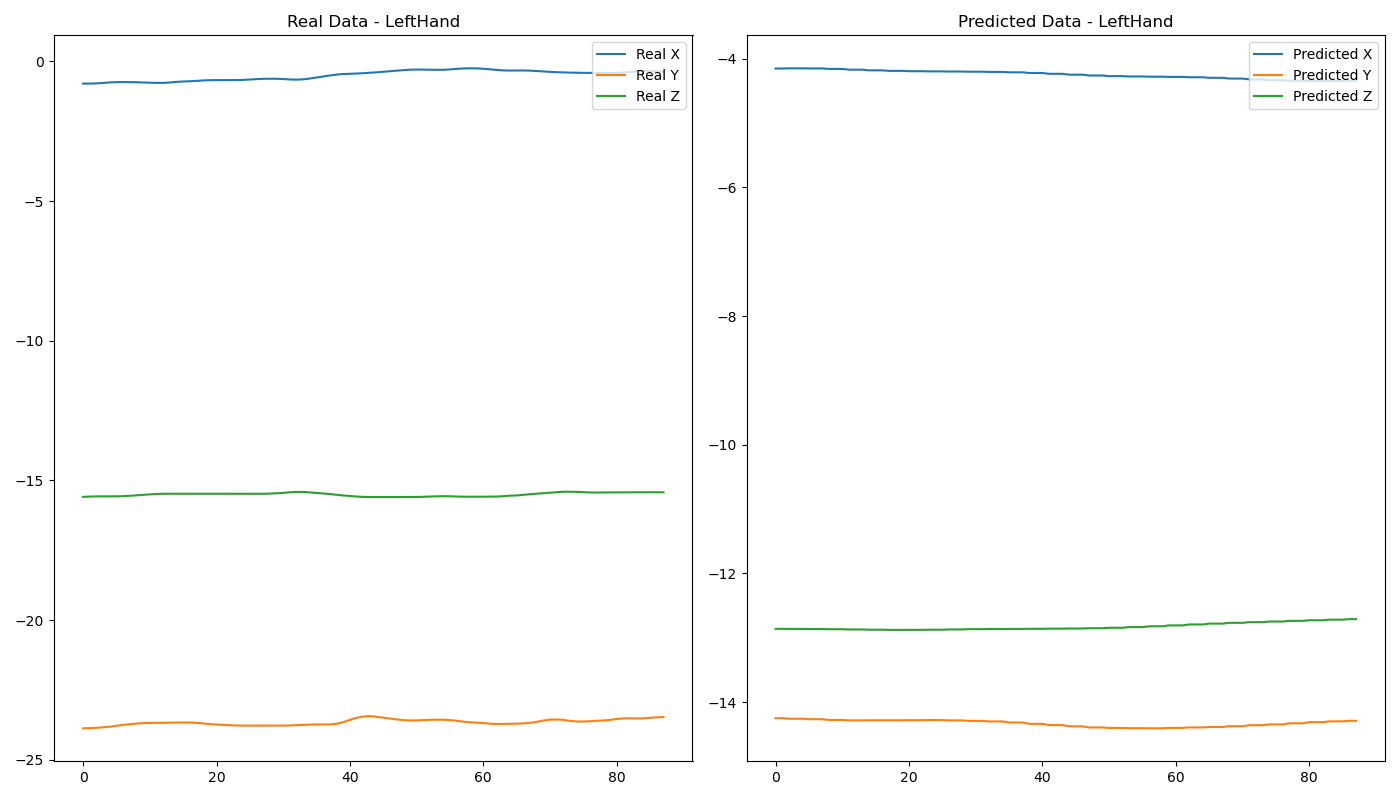 Real Data - LeftHand
Real X
Real Y
Real Z
0
−5
−10
−15
−20
−25
0
20
40
60
80
Predicted Data - LeftHand
Predicted X
Predicted Y
Predicted Z
−4
−6
−8
−10
−12
−14
0
20
40
60
80